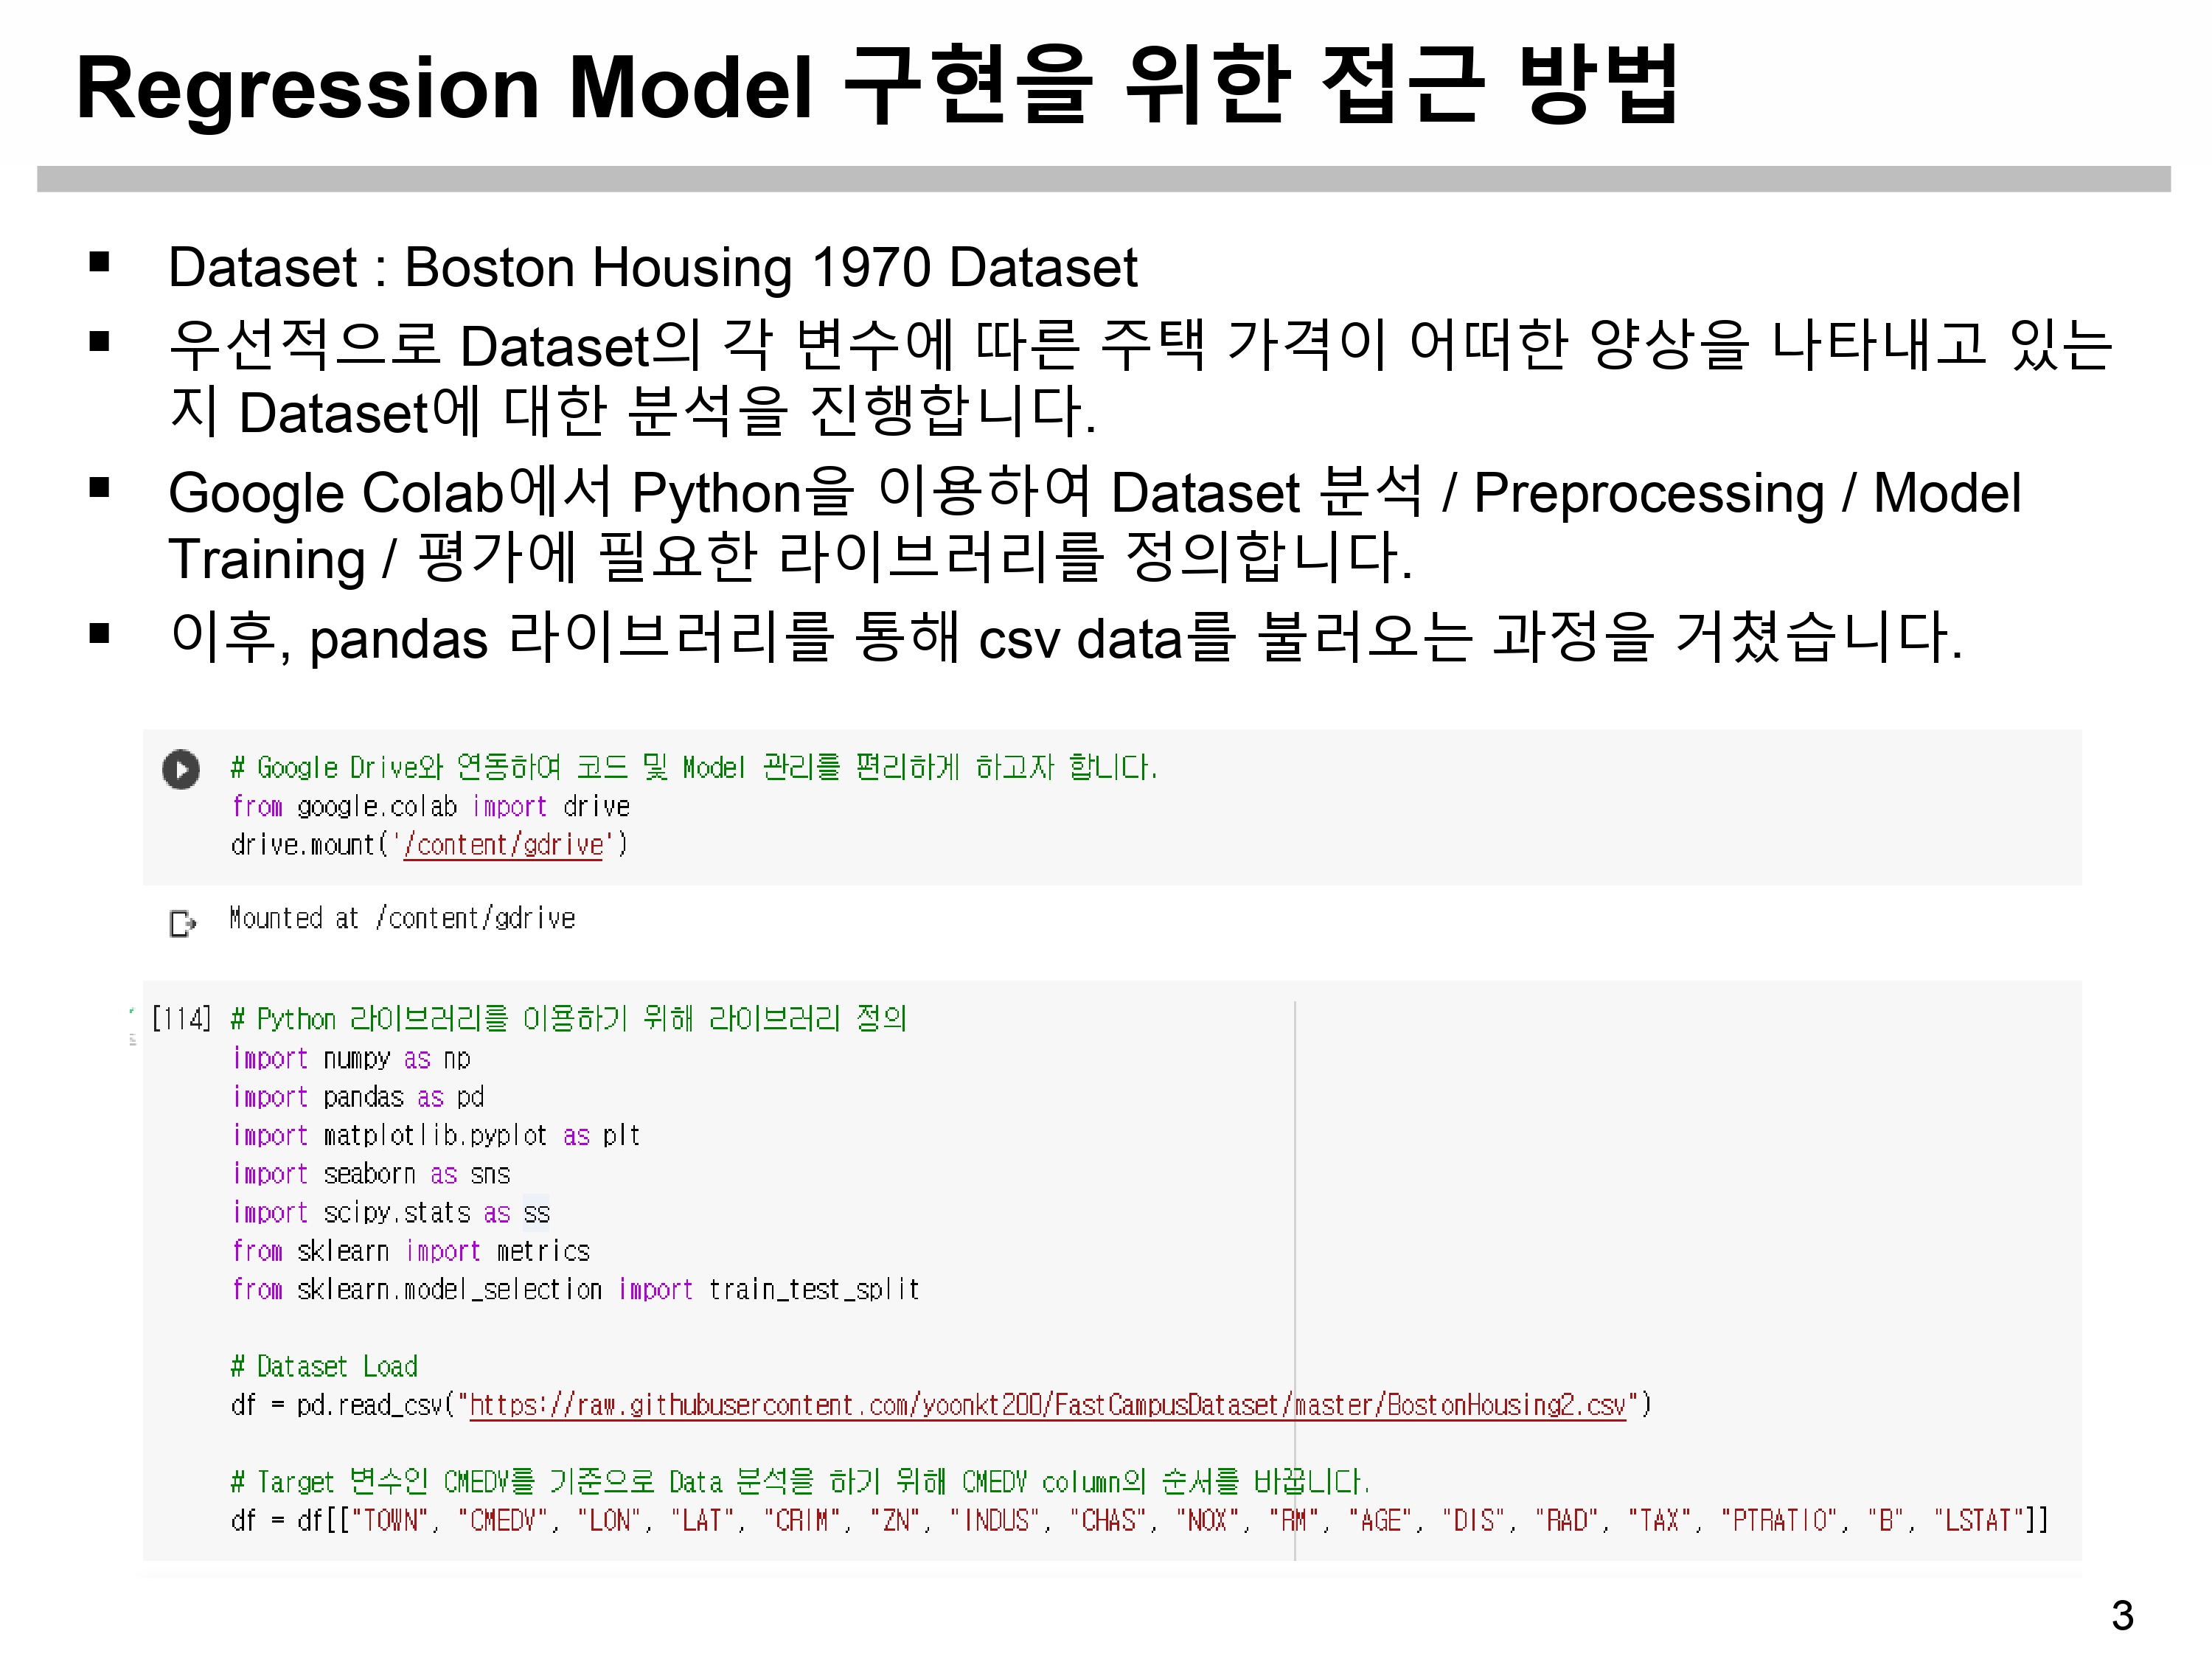 Regression Model 구현을 위한 접근 방법
▪ Dataset : Boston Housing 1970 Dataset
▪ 우선적으로 Dataset의 각 변수에 따른 주택 가격이 어떠한 양상을 나타내고 있는
지 Dataset에 대한 분석을 진행합니다.
▪ Google Colab에서 Python을 이용하여 Dataset 분석 / Preprocessing / Model
Training / 평가에 필요한 라이브러리를 정의합니다.
▪ 이후, pandas 라이브러리를 통해 csv data를 불러오는 과정을 거쳤습니다.
# Google Drive와 연동하여 코드 및 Model 관리를 편리하게 하고자 합니다.
from google.colab import drive
drive.mount('/content/gdrive')
Mounted at /content/gdrive
[114] # Python 라이브러리를 이용하기 위해 라이브러리 정의
import numpy as np
import pandas as pd
import matplotlib.pyplot as plt
import seaborn as sns
import scipy.stats as ss
from sklearn import metrics
from sklearn.model_selection import train_test_split
# Dataset Load
df = pd.read_csv("https://raw.githubusercontent.com/yoonkt200/FastCampusDataset/master/BostonHousing2.csv")
# Target 변수인 CMEDV를 기준으로 Data 분석을 하기 위해 CMEDV column의 순서를 바꿉니다.
df = df[["TOWN", "CMEDV", "LON", "LAT", "CRIM", "ZN", "INDUS", "CHAS", "NOX", "RM", "AGE", "DIS", "RAD", "TAX", "PTRATIO", "B", "LSTAT"]]
3